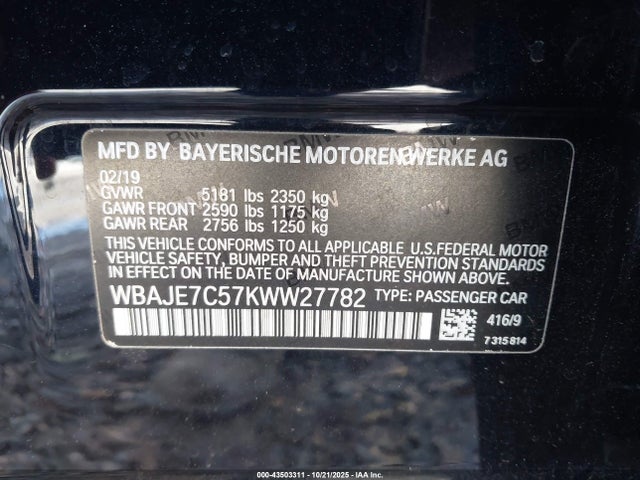 MFD BY BAYERISCHE MOTOREN WERKE AG
02/19
GVWR 5181 lbs 2350 kg
GAWR FRONT 2590 lbs 1175 kg
GAWR REAR 2756 lbs 1250 kg
THIS VEHICLE CONFORMS TO ALL APPLICABLE U.S.FEDERAL MOTOR
VEHICLE SAFETY, BUMPER AND THEFT PREVENTION STANDARDS
IN EFFECT ON THE DATE OF MANUFACTURE SHOWN ABOVE.
WBAJE7C57KWW27782 TYPE: PASSENGER CAR
416/9
7 315 814
000-43503311 - 10/21/2025 - IAA Inc.